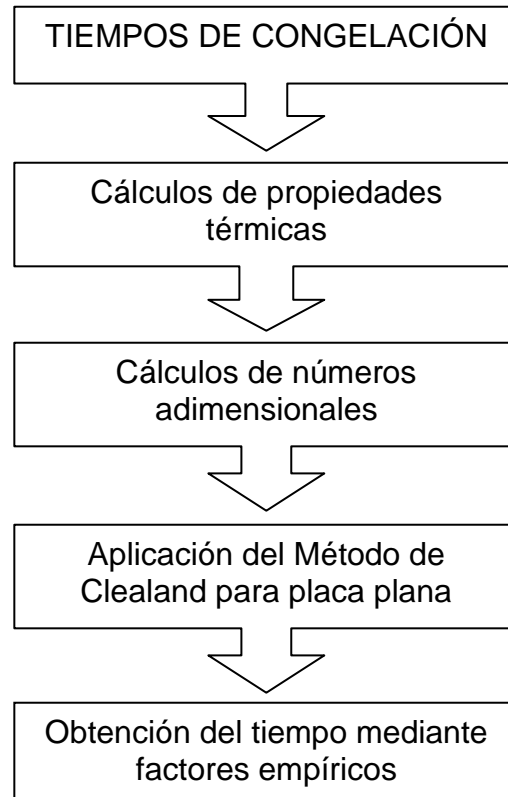 TIEMPOS DE CONGELACIÓN
Cálculos de propiedades
térmicas
Cálculos de números
adimensionales
Aplicación del Método de
Clealand para placa plana
Obtención del tiempo mediante
factores empíricos